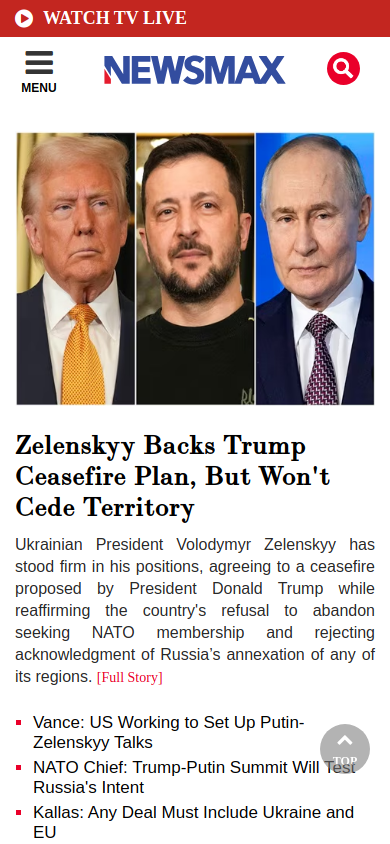 WATCH TV LIVE
MENU
NEWSMAX
Zelenskyy Backs Trump
Ceasefire Plan, But Won't
Cede Territory
Ukrainian President Volodymyr Zelenskyy has
stood firm in his positions, agreeing to a ceasefire
proposed by President Donald Trump while
reaffirming the country's refusal to abandon
seeking NATO membership and rejecting
acknowledgment of Russia's annexation of any of
its regions. [Full Story]
Vance: US Working to Set Up Putin-
Zelenskyy Talks
NATO Chief: Trump-Putin Summit Will Test
Russia's Intent
TOP
Kallas: Any Deal Must Include Ukraine and
EU